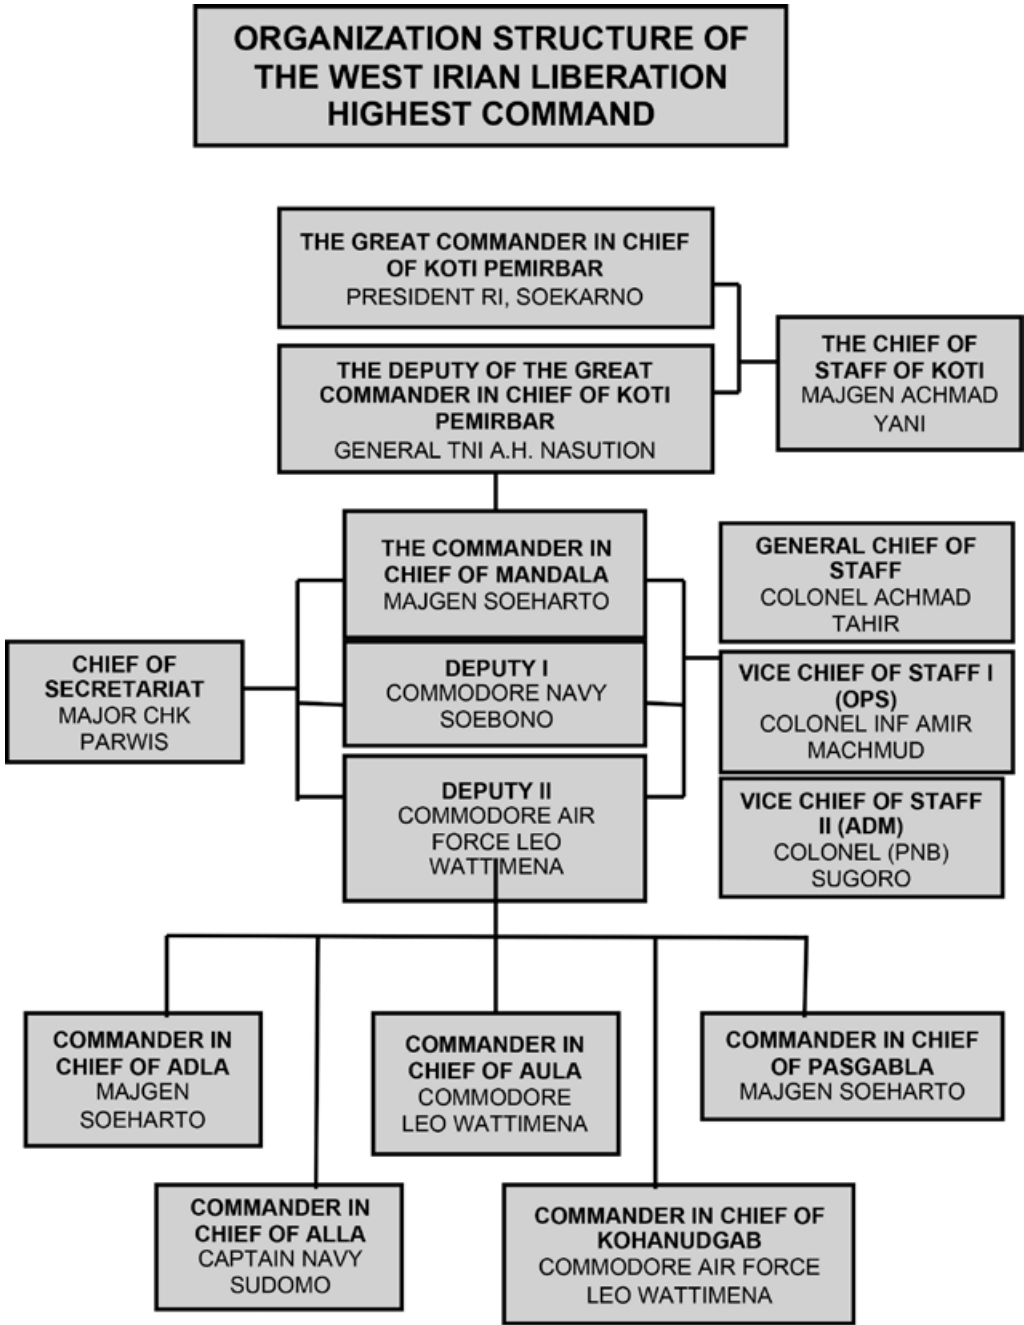 ORGANIZATION STRUCTURE OF
THE WEST IRIAN LIBERATION
HIGHEST COMMAND
THE GREAT COMMANDER IN CHIEF
OF KOTI PEMIRBAR
PRESIDENT RI, SOEKARNO
THE DEPUTY OF THE GREAT
COMMANDER IN CHIEF OF KOTI
PEMIRBAR
GENERAL TNI A.H. NASUTION
THE CHIEF OF
STAFF OF KOTI
MAJGEN ACHMAD
YANI
THE COMMANDER IN
CHIEF OF MANDALA
MAJGEN SOEHARTO
DEPUTY I
COMMODORE NAVY
SOEBONO
DEPUTY II
COMMODORE AIR
FORCE LEO
WATTIMENA
CHIEF OF
SECRETARIAT
MAJOR CHK
PARWIS
GENERAL CHIEF OF
STAFF
COLONEL ACHMAD
TAHIR
VICE CHIEF OF STAFF I
(OPS)
COLONEL INF AMIR
MACHMUD
VICE CHIEF OF STAFF
II (ADM)
COLONEL (PNB)
SUGORO
COMMANDER IN
CHIEF OF ADLA
MAJGEN
SOEHARTO
COMMANDER IN
CHIEF OF AULA
COMMODORE
LEO WATTIMENA
COMMANDER IN CHIEF
OF PASGABLA
MAJGEN SOEHARTO
COMMANDER IN
CHIEF OF ALLA
CAPTAIN NAVY
SUDOMO
COMMANDER IN CHIEF OF
KOHANUDGAB
COMMODORE AIR FORCE
LEO WATTIMENA